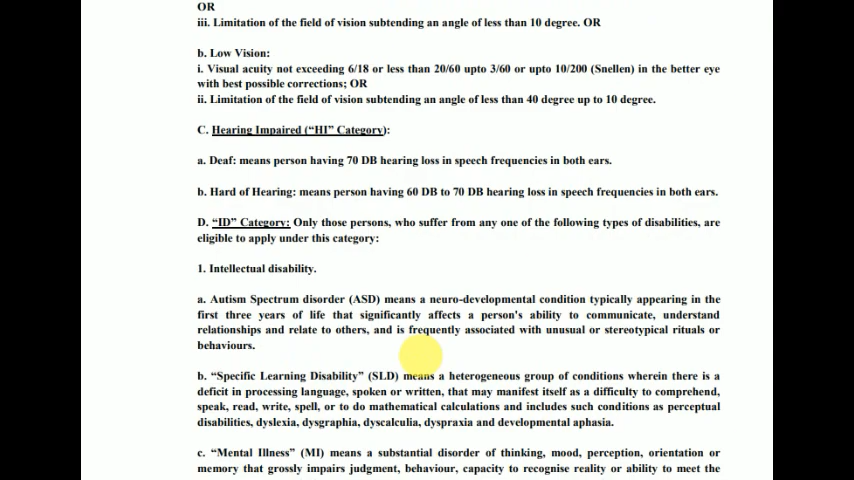 OR
iii. Limitation of the field of vision subtending an angle of less than 10 degree. OR
b. Low Vision:
i. Visual acuity not exceeding 6/18 or less than 20/60 upto 3/60 or upto 10/200 (Snellen) in the better eye
with best possible corrections; OR
ii. Limitation of the field of vision subtending an angle of less than 40 degree up to 10 degree.
C. Hearing Impaired (“HI” Category):
a. Deaf: means person having 70 DB hearing loss in speech frequencies in both ears.
b. Hard of Hearing: means person having 60 DB to 70 DB hearing loss in speech frequencies in both ears.
D. “ID” Category: Only those persons, who suffer from any one of the following types of disabilities, are
eligible to apply under this category:
1. Intellectual disability.
a. Autism Spectrum disorder (ASD) means a neuro-developmental condition typically appearing in the
first three years of life that significantly affects a person's ability to communicate, understand
relationships and relate to others, and is frequently associated with unusual or stereotypical rituals or
behaviours.
b. “Specific Learning Disability” (SLD) means a heterogeneous group of conditions wherein there is a
deficit in processing language, spoken or written, that may manifest itself as a difficulty to comprehend,
speak, read, write, spell, or to do mathematical calculations and includes such conditions as perceptual
disabilities, dyslexia, dysgraphia, dyscalculia, dyspraxia and developmental aphasia.
c. “Mental Illness” (MI) means a substantial disorder of thinking, mood, perception, orientation or
memory that grossly impairs judgment, behaviour, capacity to recognise reality or ability to meet the